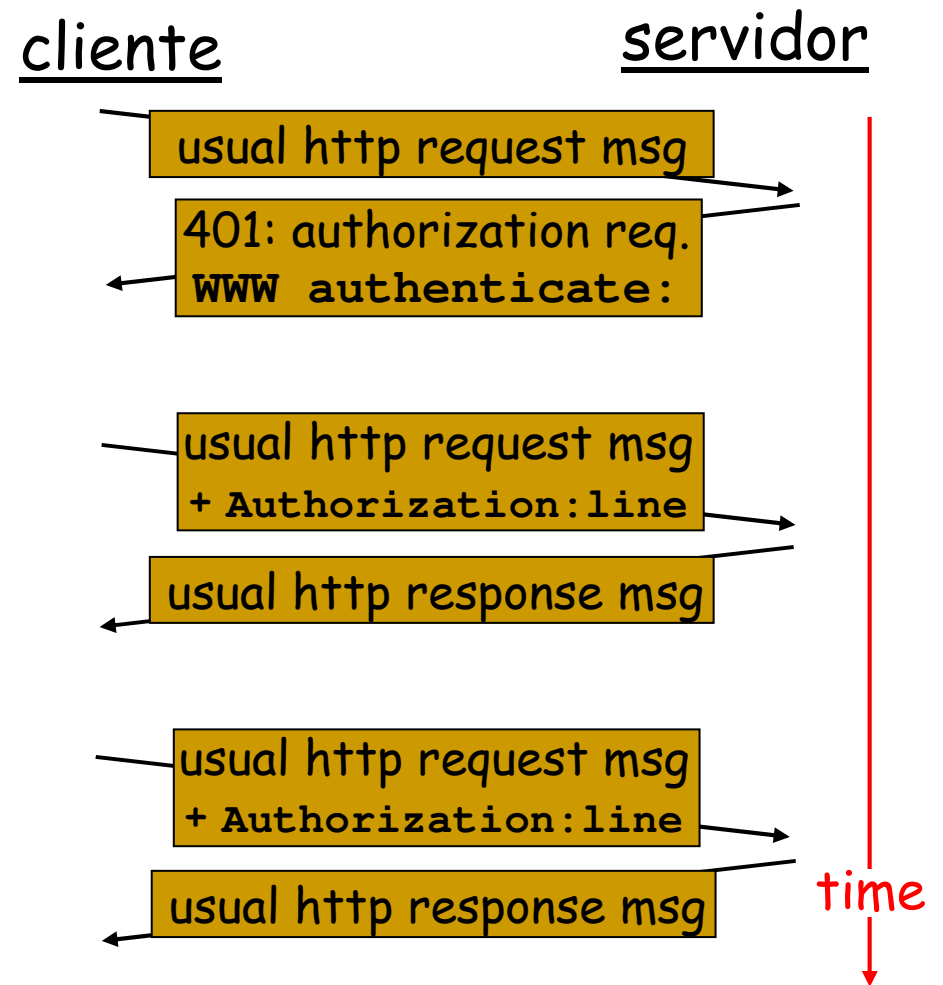 cliente
servidor
usual http request msg
401: authorization req.
WWW authenticate:
usual http request msg
+ Authorization:line
usual http response msg
usual http request msg
+ Authorization:line
usual http response msg
time